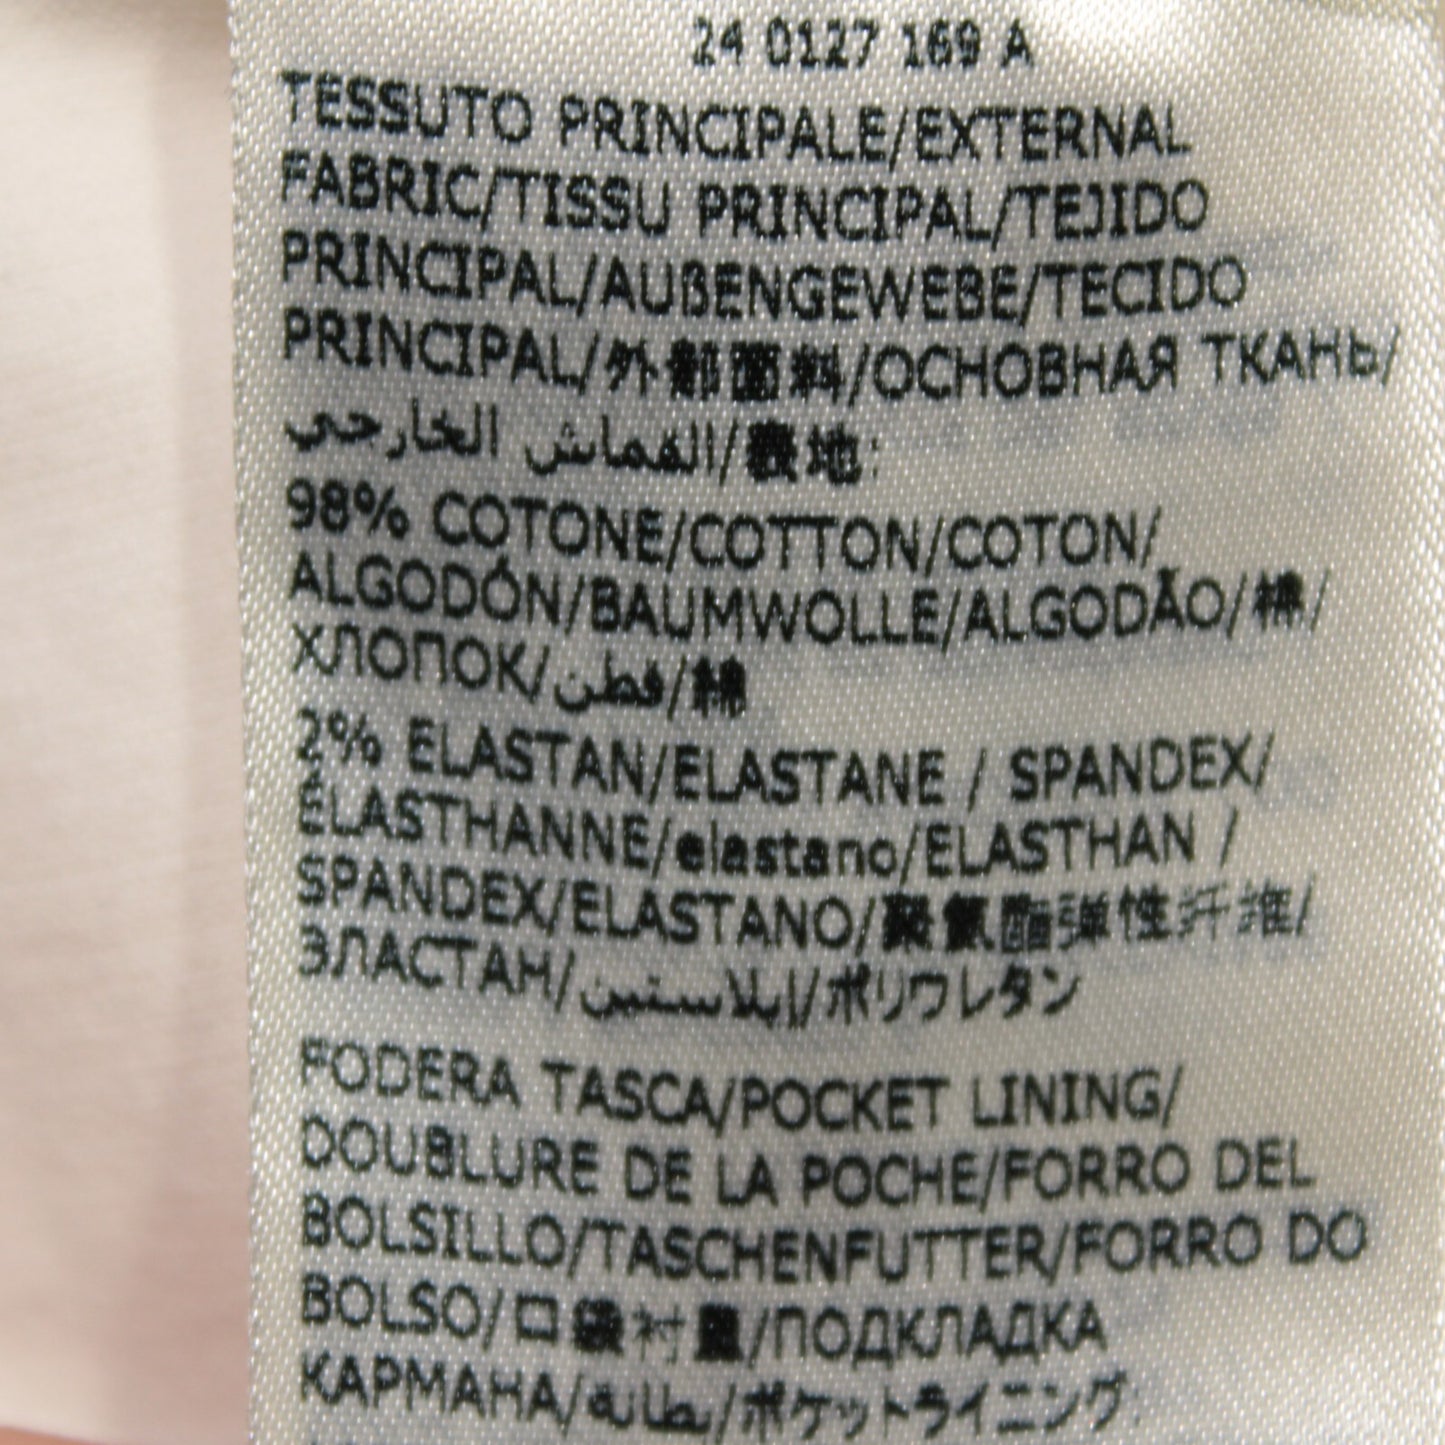 24 0127 169 A
TESSUTO PRINCIPALE/EXTERNAL
FABRIC/TISSU PRINCIPAL/TEJIDO
PRINCIPAL/AUßENGEWEBE/TECIDO
PRINCIPAL/外部面料/ОСНОВНАЯ ТКАНЬ/
القماش الخارجي/表地:
98% COTONE/COTTON/COTON/
ALGODÓN/BAUMWOLLE/ALGODÃO/棉/
ХЛОПОК/قطن/綿
2% ELASTAN/ELASTANE / SPANDEX/
ÉLASTHANNE/elastano/ELASTHAN /
SPANDEX/ELASTANO/聚氨酯弹性纤维/
ЭЛАСТАН/إيلاستين/ポリウレタン
FODERA TASCA/POCKET LINING/
DOUBLURE DE LA POCHE/FORRO DEL
BOLSILLO/TASCHENFUTTER/FORRO DO
BOLSO/口袋衬里/ПОДКЛАДКА
КАРМАНА/بطانة/ポケットライニング: